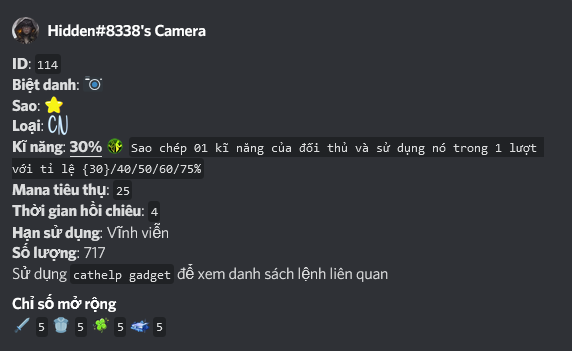 Hidden#8338's Camera
ID: 114
Biệt danh:
Sao:
Loại: CN
Kĩ năng: 30% Sao chép 01 kĩ năng của đối thủ và sử dụng nó trong 1 lượt
với tỉ lệ {30}/40/50/60/75%
Mana tiêu thụ: 25
Thời gian hồi chiêu: 4
Hạn sử dụng: Vĩnh viễn
Số lượng: 717
Sử dụng cathelp gadget để xem danh sách lệnh liên quan
Chỉ số mở rộng
5 5 5 5